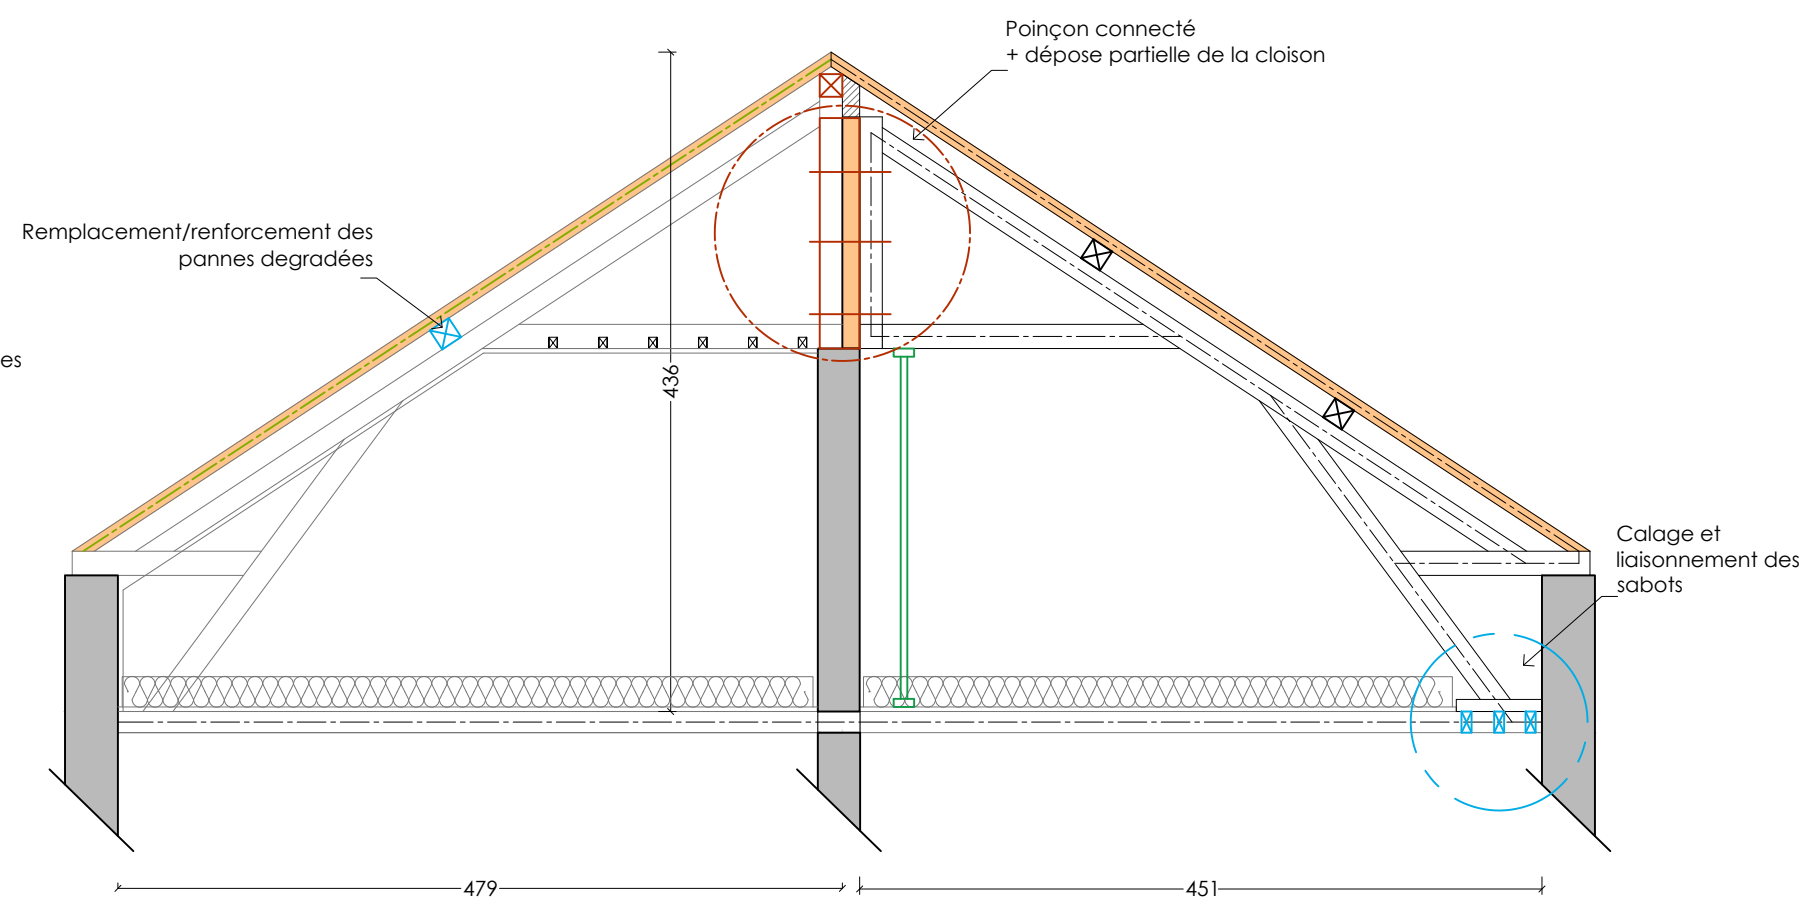 Poinçon connecté
+ dépose partielle de la cloison
Remplacement/renforcement des
pannes degradées
es
436
Calage et
liaisonnement des
sabots
479
451